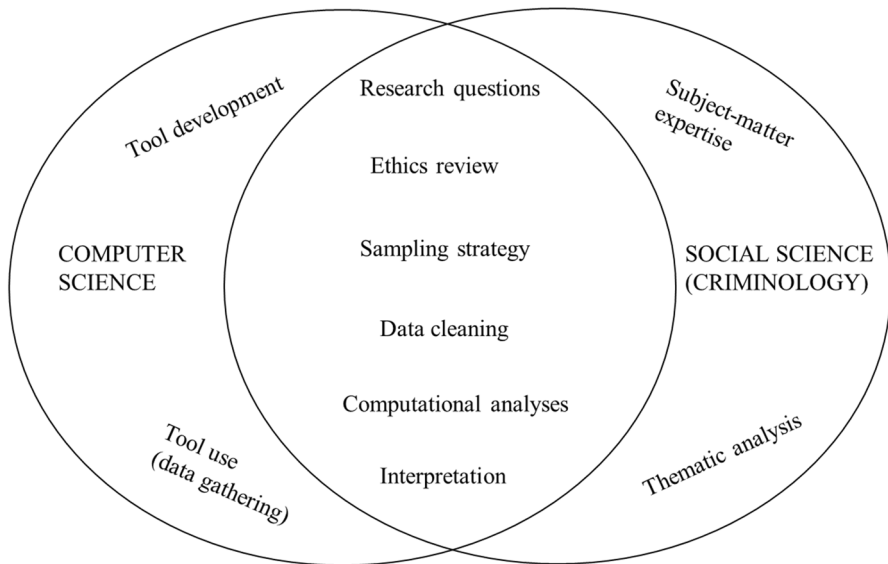 Tool development
COMPUTER
SCIENCE
Tool use
(data gathering)
Research questions
Ethics review
Sampling strategy
Data cleaning
Computational analyses
Interpretation
Subject-matter
expertise
SOCIAL SCIENCE
(CRIMINOLOGY)
Thematic analysis